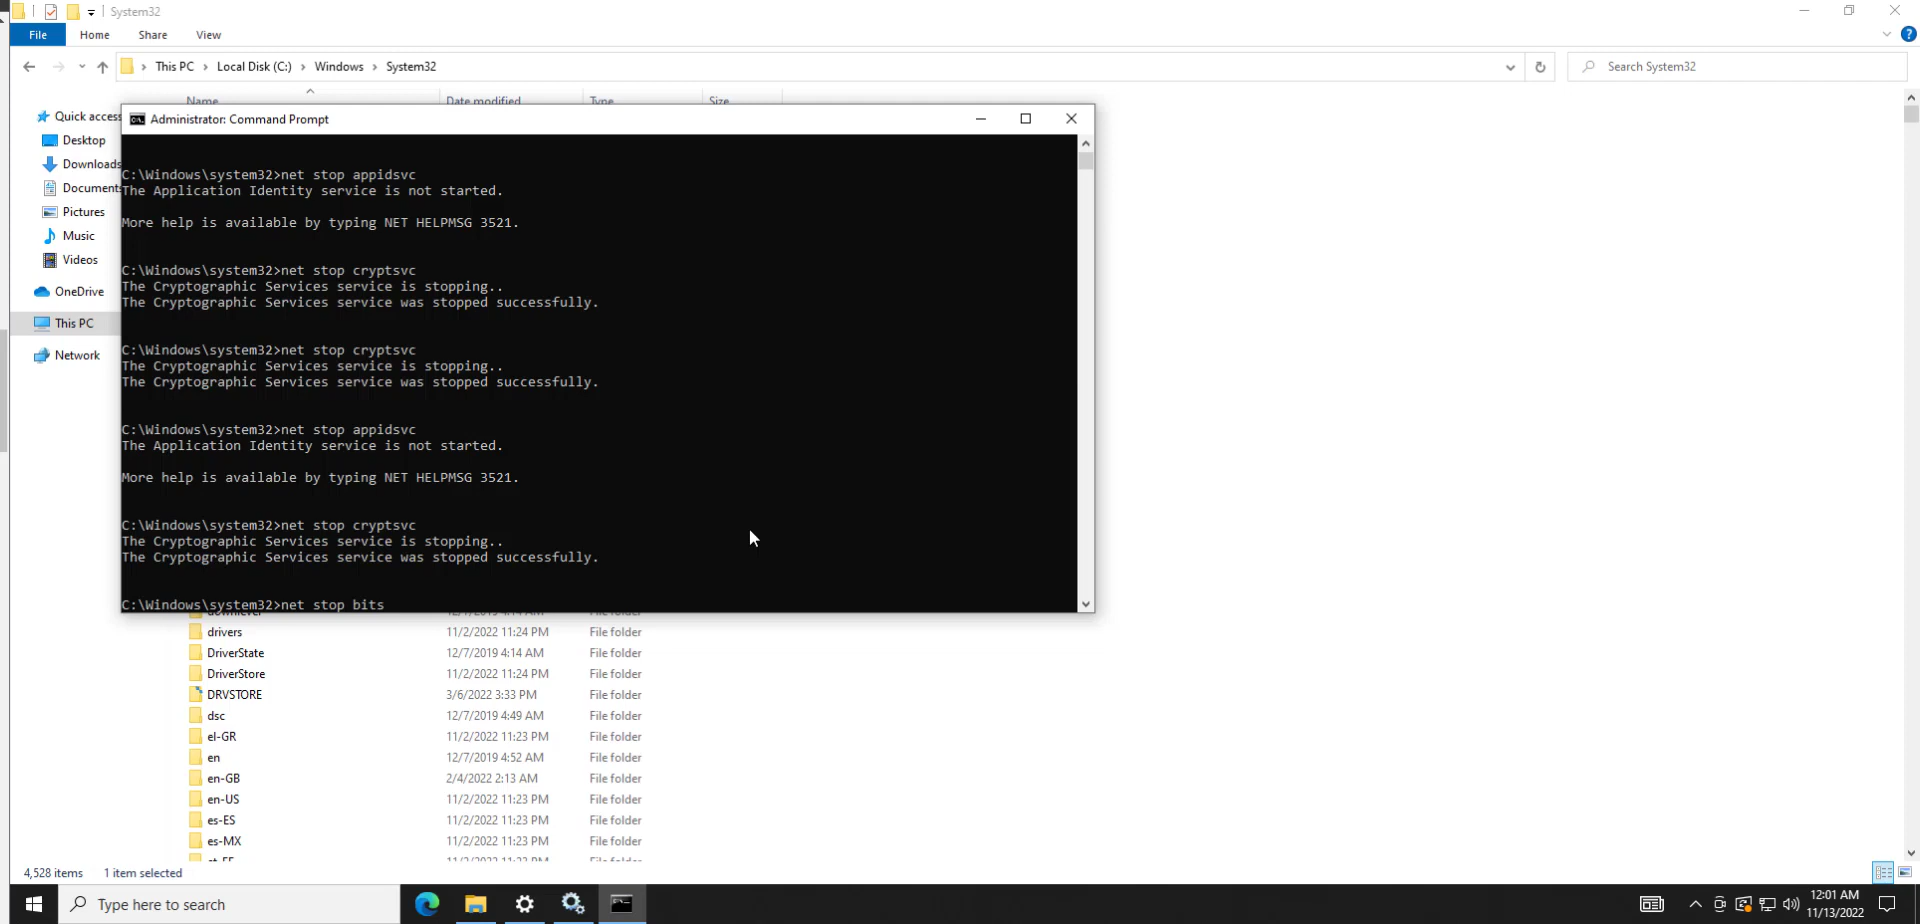 System32
File Home Share View
This PC › Local Disk (C:) › Windows › System32
Search System32
Name Date modified Type Size
Quick access
Desktop
Downloads
Documents
Pictures
Music
Videos
OneDrive
This PC
Network
Administrator: Command Prompt
C:\Windows\system32>net stop appidsvc
The Application Identity service is not started.
More help is available by typing NET HELPMSG 3521.
C:\Windows\system32>net stop cryptsvc
The Cryptographic Services service is stopping..
The Cryptographic Services service was stopped successfully.
C:\Windows\system32>net stop cryptsvc
The Cryptographic Services service is stopping..
The Cryptographic Services service was stopped successfully.
C:\Windows\system32>net stop appidsvc
The Application Identity service is not started.
More help is available by typing NET HELPMSG 3521.
C:\Windows\system32>net stop cryptsvc
The Cryptographic Services service is stopping..
The Cryptographic Services service was stopped successfully.
C:\Windows\system32>net stop bits
drivers 11/2/2022 11:24 PM File folder
DriverState 12/7/2019 4:14 AM File folder
DriverStore 11/2/2022 11:24 PM File folder
DRVSTORE 3/6/2022 3:33 PM File folder
dsc 12/7/2019 4:49 AM File folder
el-GR 11/2/2022 11:23 PM File folder
en 12/7/2019 4:52 AM File folder
en-GB 2/4/2022 2:13 AM File folder
en-US 11/2/2022 11:23 PM File folder
es-ES 11/2/2022 11:23 PM File folder
es-MX 11/2/2022 11:23 PM File folder
4,528 items 1 item selected
Type here to search
12:01 AM
11/13/2022